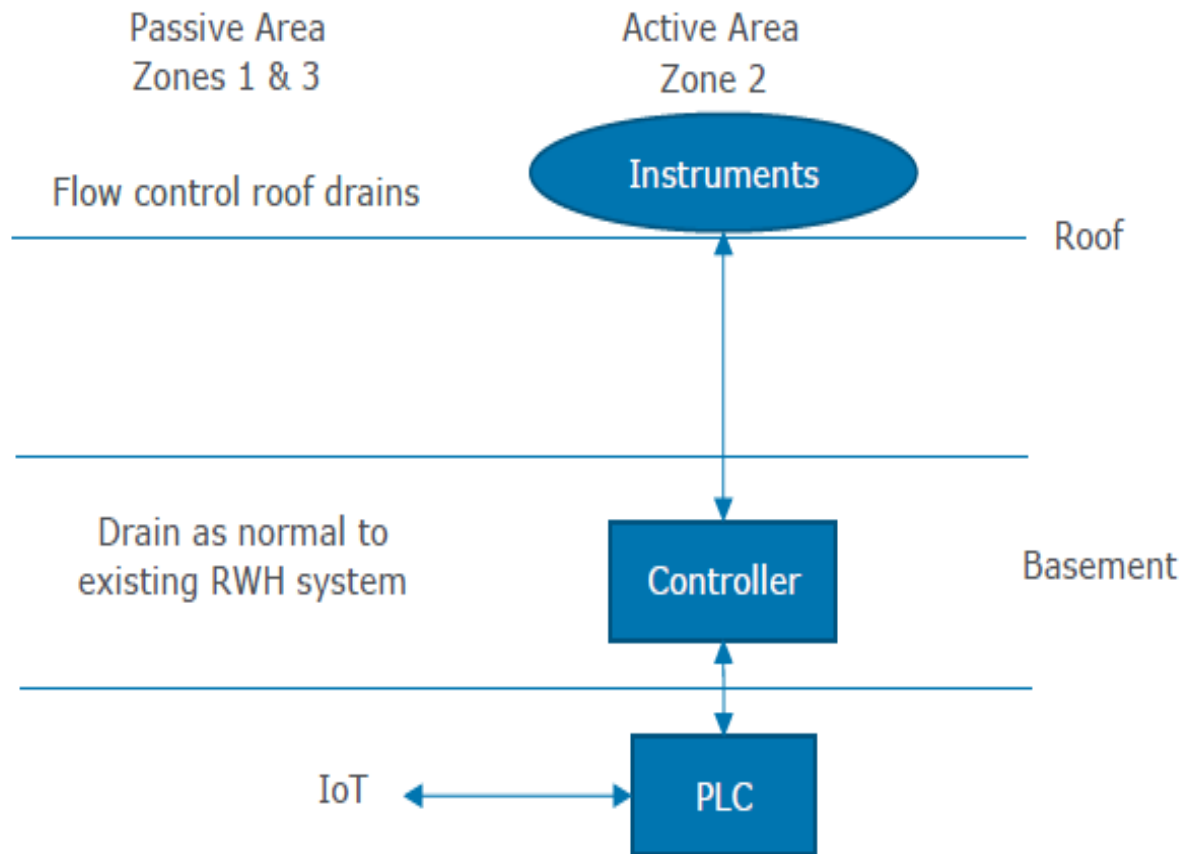 Passive Area
Zones 1 & 3
Active Area
Zone 2
Instruments
Flow control roof drains
Roof
Drain as normal to
existing RWH system
Controller
Basement
IoT
PLC